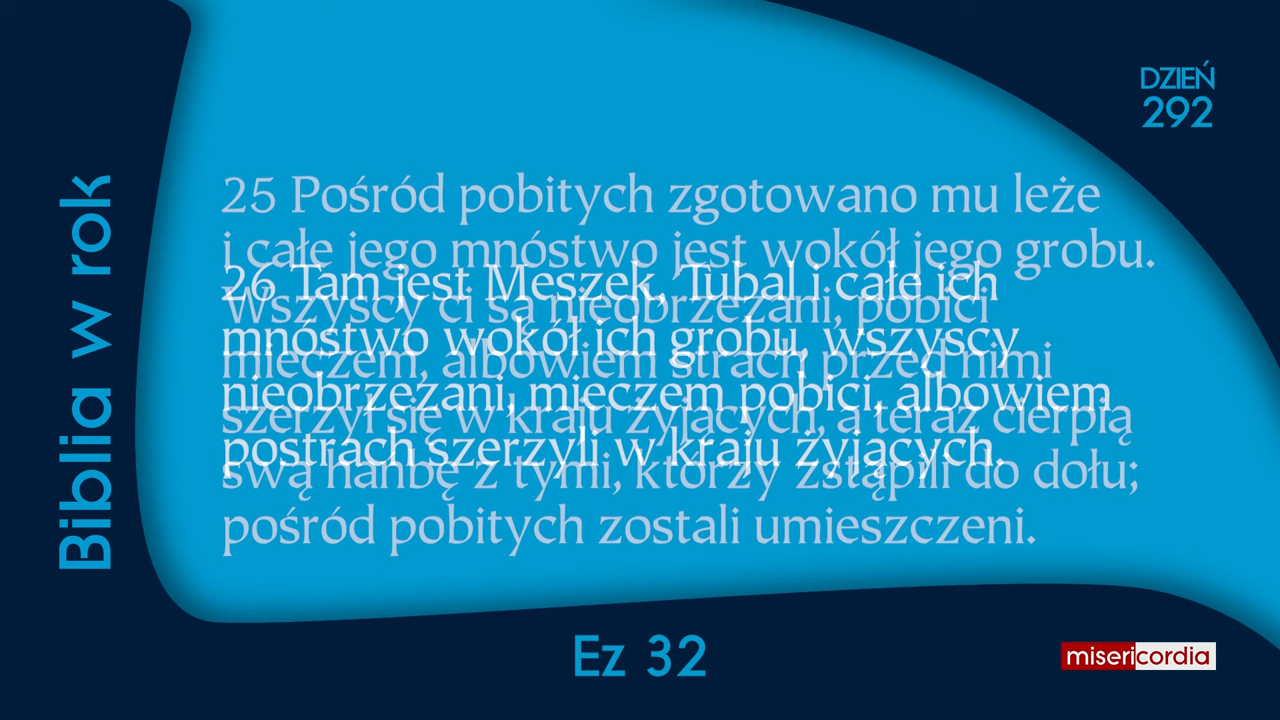 DZIEŃ
292
Biblia w rok
25 Pośród pobitych zgotowano mu leże
i całe jego mnóstwo jest wokół jego grobu.
Wszyscy ci są nieobrzezani, pobici
mieczem, albowiem strach przed nimi
szerzył się w kraju żyjących, a teraz cierpią
swą hańbę z tymi, którzy zstąpili do dołu;
pośród pobitych zostali umieszczeni.
26 Tam jest Meszek, Tubal i całe ich
mnóstwo wokół ich grobu, wszyscy
nieobrzezani, mieczem pobici, albowiem
postrach szerzyli w kraju żyjących.
Ez 32
misericordia